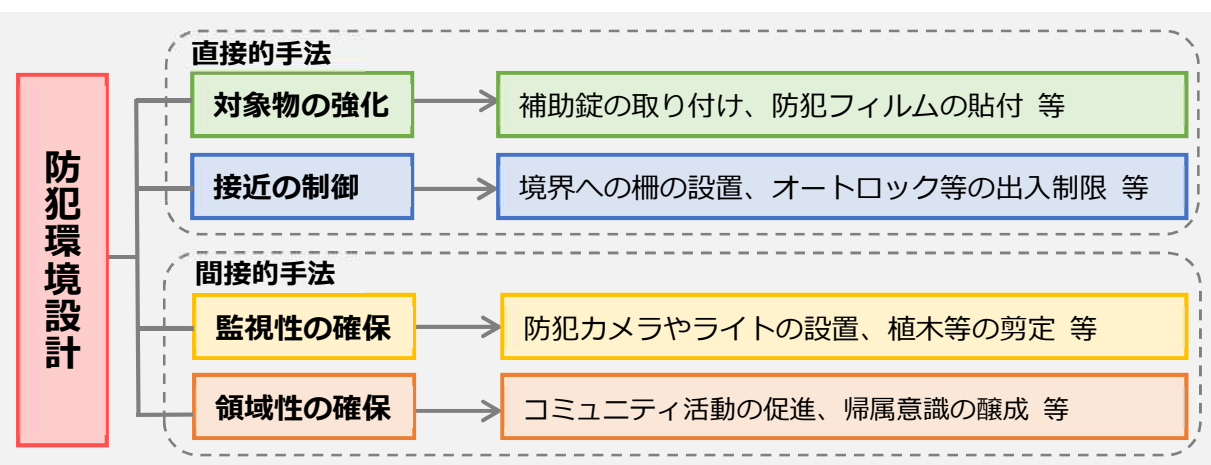 防犯環境設計
直接的手法
対象物の強化
補助錠の取り付け、防犯フィルムの貼付 等
接近の制御
境界への柵の設置、オートロック等の出入制限 等
間接的手法
監視性の確保
防犯カメラやライトの設置、植木等の剪定 等
領域性の確保
コミュニティ活動の促進、帰属意識の醸成 等